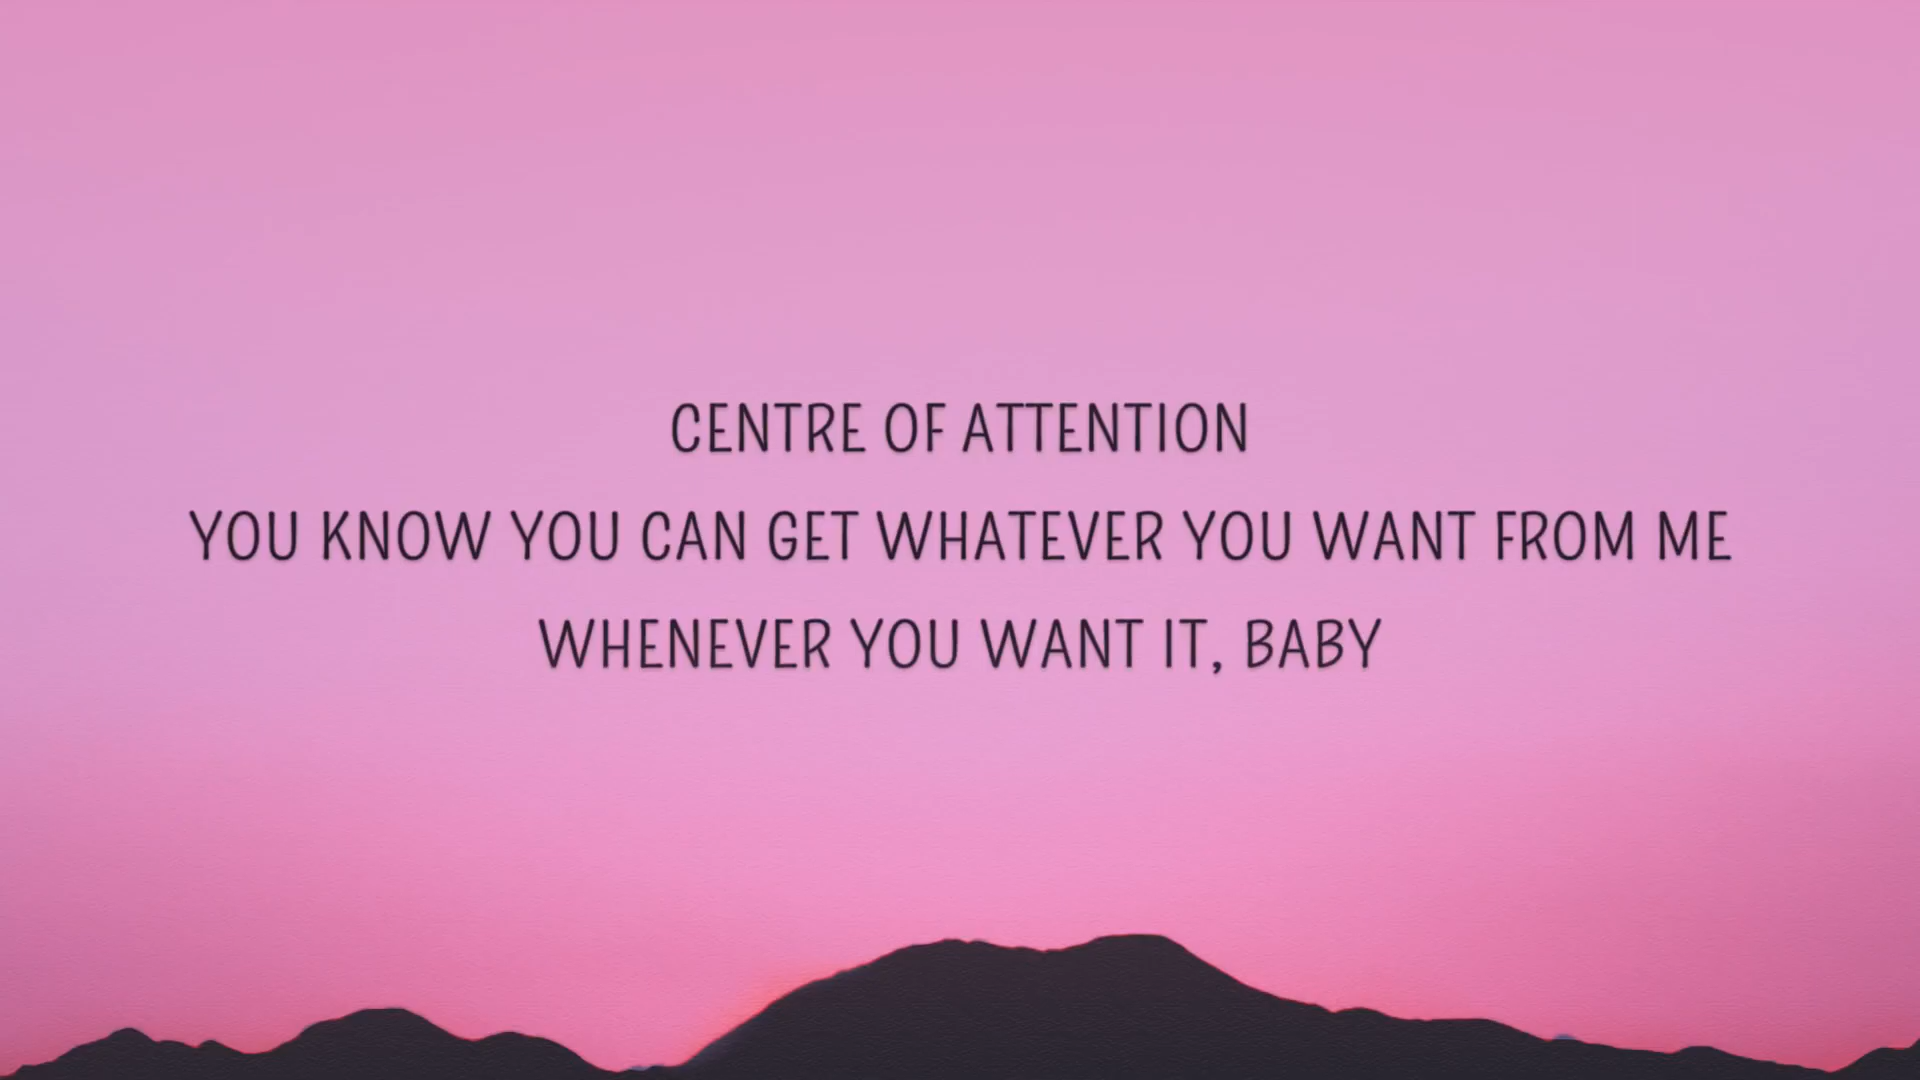 CENTRE OF ATTENTION
YOU KNOW YOU CAN GET WHATEVER YOU WANT FROM ME
WHENEVER YOU WANT IT, BABY